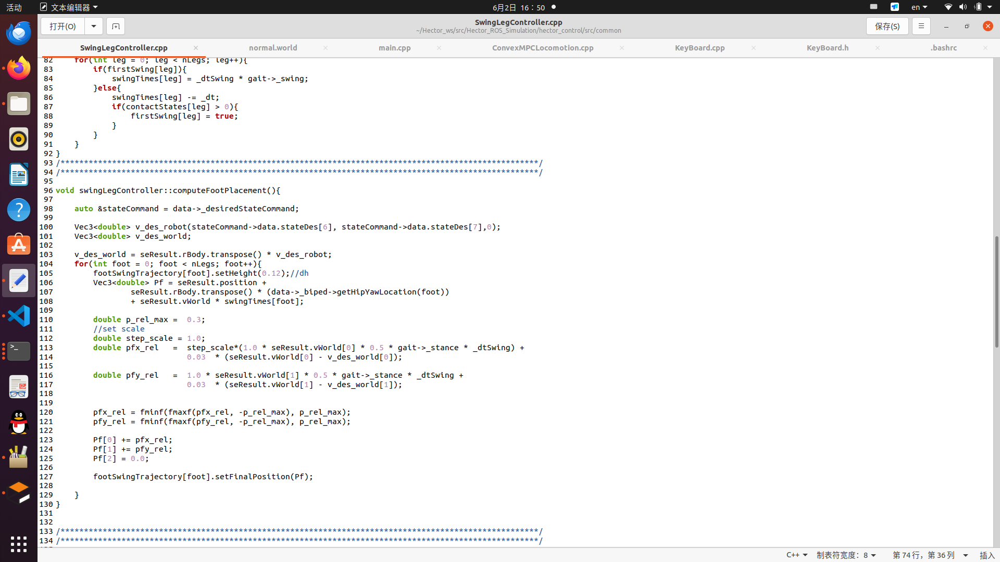 活动
文本编辑器
6月2日 16：50
en
打开(O)
SwingLegController.cpp
~/Hector_ws/src/Hector_ROS_Simulation/hector_control/src/common
保存(S)
SwingLegController.cpp
normal.world
main.cpp
ConvexMPCLocomotion.cpp
KeyBoard.cpp
KeyBoard.h
.bashrc
82     for(int leg = 0; leg < nLegs; leg++){
83         if(firstSwing[leg]){
84             swingTimes[leg] = _dtSwing * gait->_swing;
85         }else{
86             swingTimes[leg] -= _dt;
87             if(contactStates[leg] > 0){
88                 firstSwing[leg] = true;
89             }
90         }
91     }
92 }
93 /******************************************************************************************************/
94 /******************************************************************************************************/
95
96 void swingLegController::computeFootPlacement(){
97
98     auto &stateCommand = data->_desiredStateCommand;
99
100     Vec3<double> v_des_robot(stateCommand->data.stateDes[6], stateCommand->data.stateDes[7],0);
101     Vec3<double> v_des_world;
102
103     v_des_world = seResult.rBody.transpose() * v_des_robot;
104     for(int foot = 0; foot < nLegs; foot++){
105         footSwingTrajectory[foot].setHeight(0.12);//dh
106         Vec3<double> Pf = seResult.position +
107                 seResult.rBody.transpose() * (data->_biped->getHipYawLocation(foot))
108                 + seResult.vWorld * swingTimes[foot];
109
110         double p_rel_max =  0.3;
111         //set scale
112         double step_scale = 1.0;
113         double pfx_rel   =  step_scale*(1.0 * seResult.vWorld[0] * 0.5 * gait->_stance * _dtSwing) +
114                             0.03  * (seResult.vWorld[0] - v_des_world[0]);
115
116         double pfy_rel   =  1.0 * seResult.vWorld[1] * 0.5 * gait->_stance * _dtSwing +
117                             0.03  * (seResult.vWorld[1] - v_des_world[1]);
118
119
120         pfx_rel = fminf(fmaxf(pfx_rel, -p_rel_max), p_rel_max);
121         pfy_rel = fminf(fmaxf(pfy_rel, -p_rel_max), p_rel_max);
122
123         Pf[0] += pfx_rel;
124         Pf[1] += pfy_rel;
125         Pf[2] = 0.0;
126
127         footSwingTrajectory[foot].setFinalPosition(Pf);
128
129     }
130 }
131
132
133 /******************************************************************************************************/
134 /******************************************************************************************************/
C++
制表符宽度：8
第 74 行，第 36 列
插入